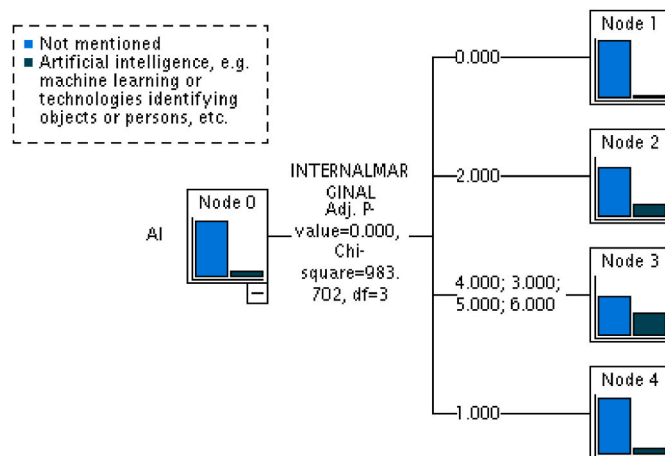 Not mentioned
Artificial intelligence, e.g.
machine learning or
technologies identifying
objects or persons, etc.
AI
Node 0
INTERNALMAR
GINAL
Adj. P-
value=0.000,
Chi-
square=983.
702, df=3
0.000
Node 1
2.000
Node 2
4.000; 3.000;
5.000; 6.000
Node 3
1.000
Node 4